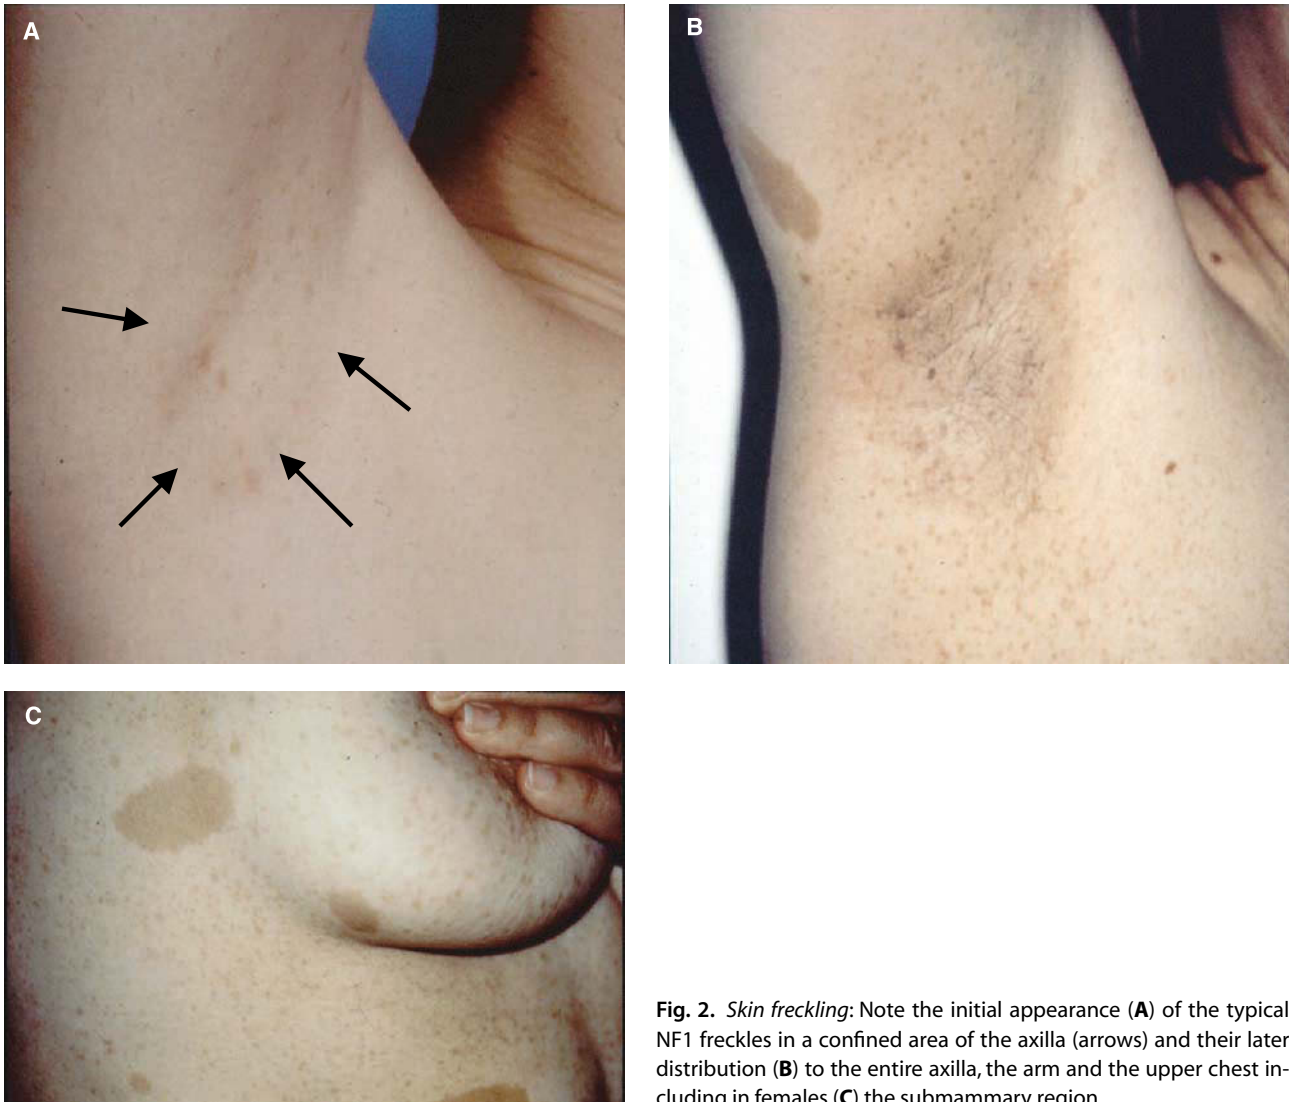 A
B
C
Fig. 2. Skin freckling: Note the initial appearance (A) of the typical
NF1 freckles in a confined area of the axilla (arrows) and their later
distribution (B) to the entire axilla, the arm and the upper chest in-
cluding in females (C) the submammary region